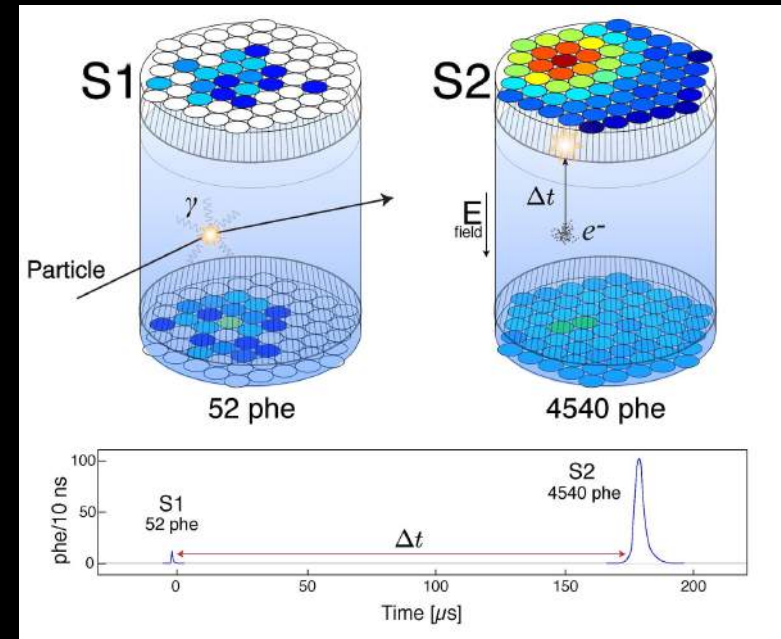 S1
S2
γ
Particle
Δt
E
field
e-
52 phe
4540 phe
phe/10 ns
100
50
0
S1
52 phe
Δt
S2
4540 phe
0
50
100
150
200
Time [μs]